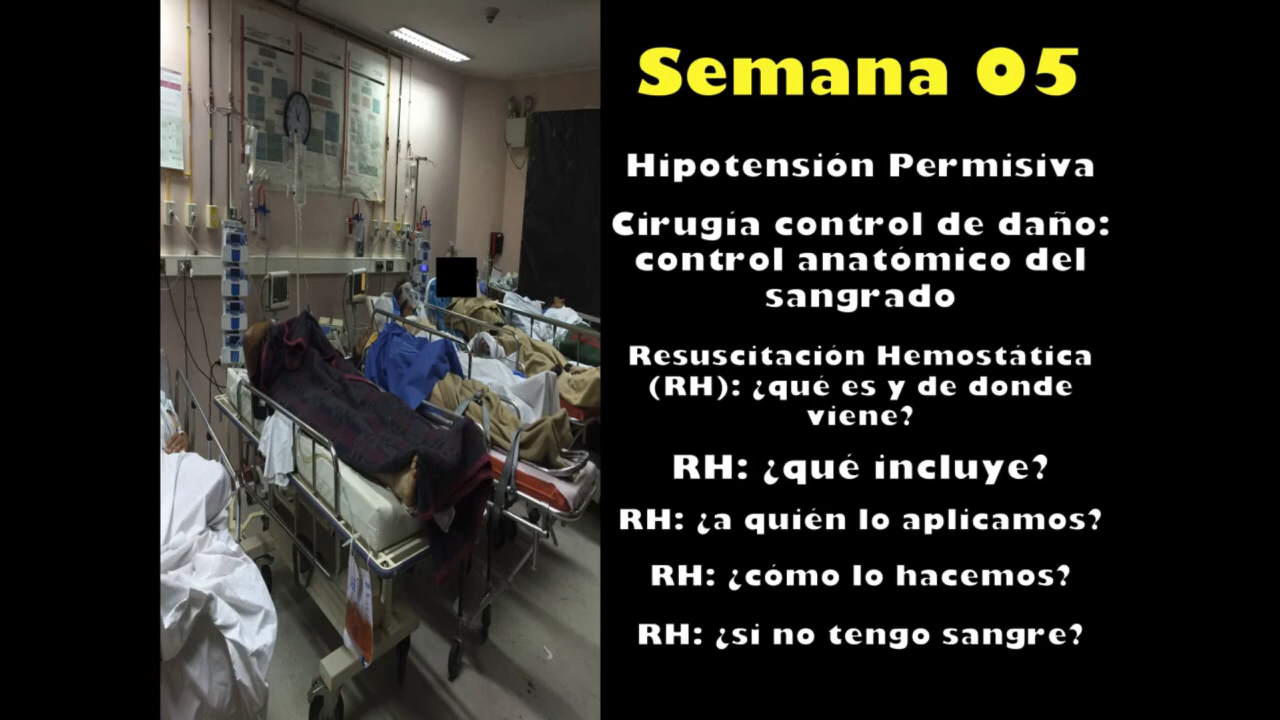 Semana 05
Hipotensión Permisiva
Cirugía control de daño:
control anatómico del
sangrado
Resuscitación Hemostática
(RH): ¿qué es y de donde
viene?
RH: ¿qué incluye?
RH: ¿a quién lo aplicamos?
RH: ¿cómo lo hacemos?
RH: ¿si no tengo sangre?